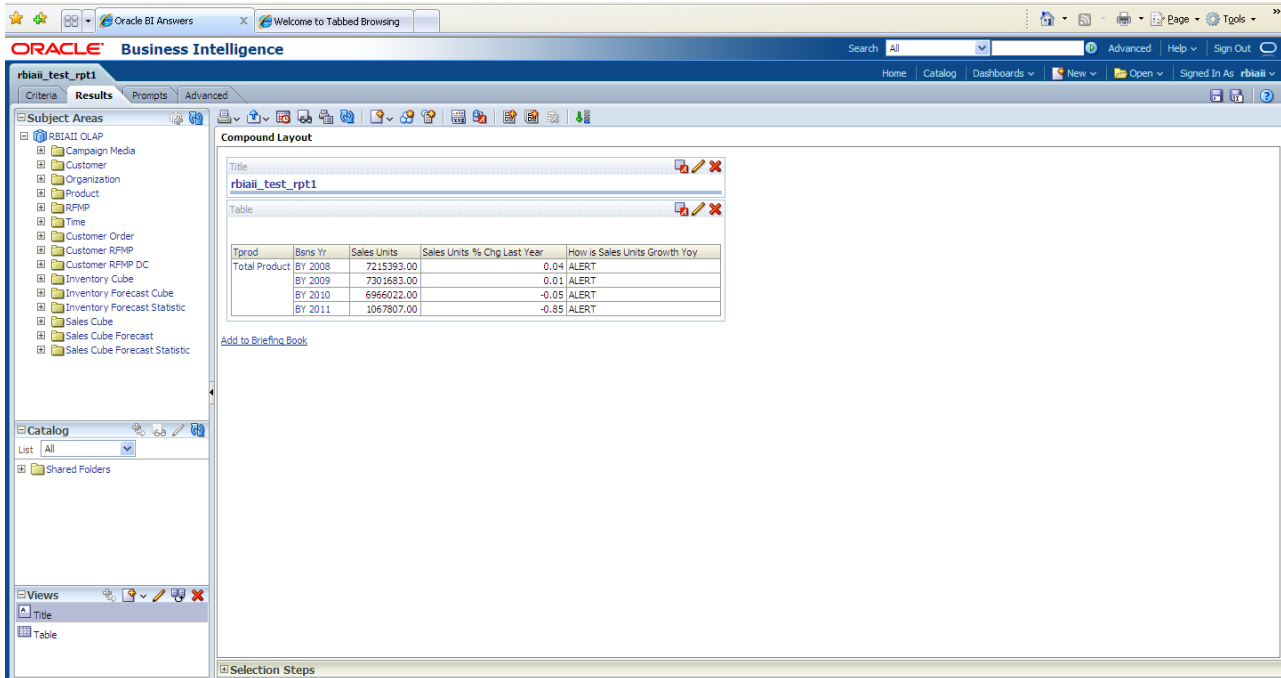 Oracle BI Answers
Welcome to Tabbed Browsing
Page
Tools
»
ORACLE Business Intelligence
Search All
Advanced Help Sign Out
rbiaii_test_rpt1
Home Catalog Dashboards New Open Signed In As rbiaii
Criteria Results Prompts Advanced
Subject Areas
RBIAII OLAP
Campaign Media
Customer
Organization
Product
RFMP
Time
Customer Order
Customer RFMP
Customer RFMP DC
Inventory Cube
Inventory Forecast Cube
Inventory Forecast Statistic
Sales Cube
Sales Cube Forecast
Sales Cube Forecast Statistic
Compound Layout
Title
rbiaii_test_rpt1
Table
Tprod Bsns Yr Sales Units Sales Units % Chg Last Year How is Sales Units Growth Yoy
Total Product BY 2008 7215393.00 0.04 ALERT
BY 2009 7301683.00 0.01 ALERT
BY 2010 6966022.00 -0.05 ALERT
BY 2011 1067807.00 -0.85 ALERT
Add to Briefing Book
Catalog
List All
Shared Folders
Views
Title
Table
Selection Steps